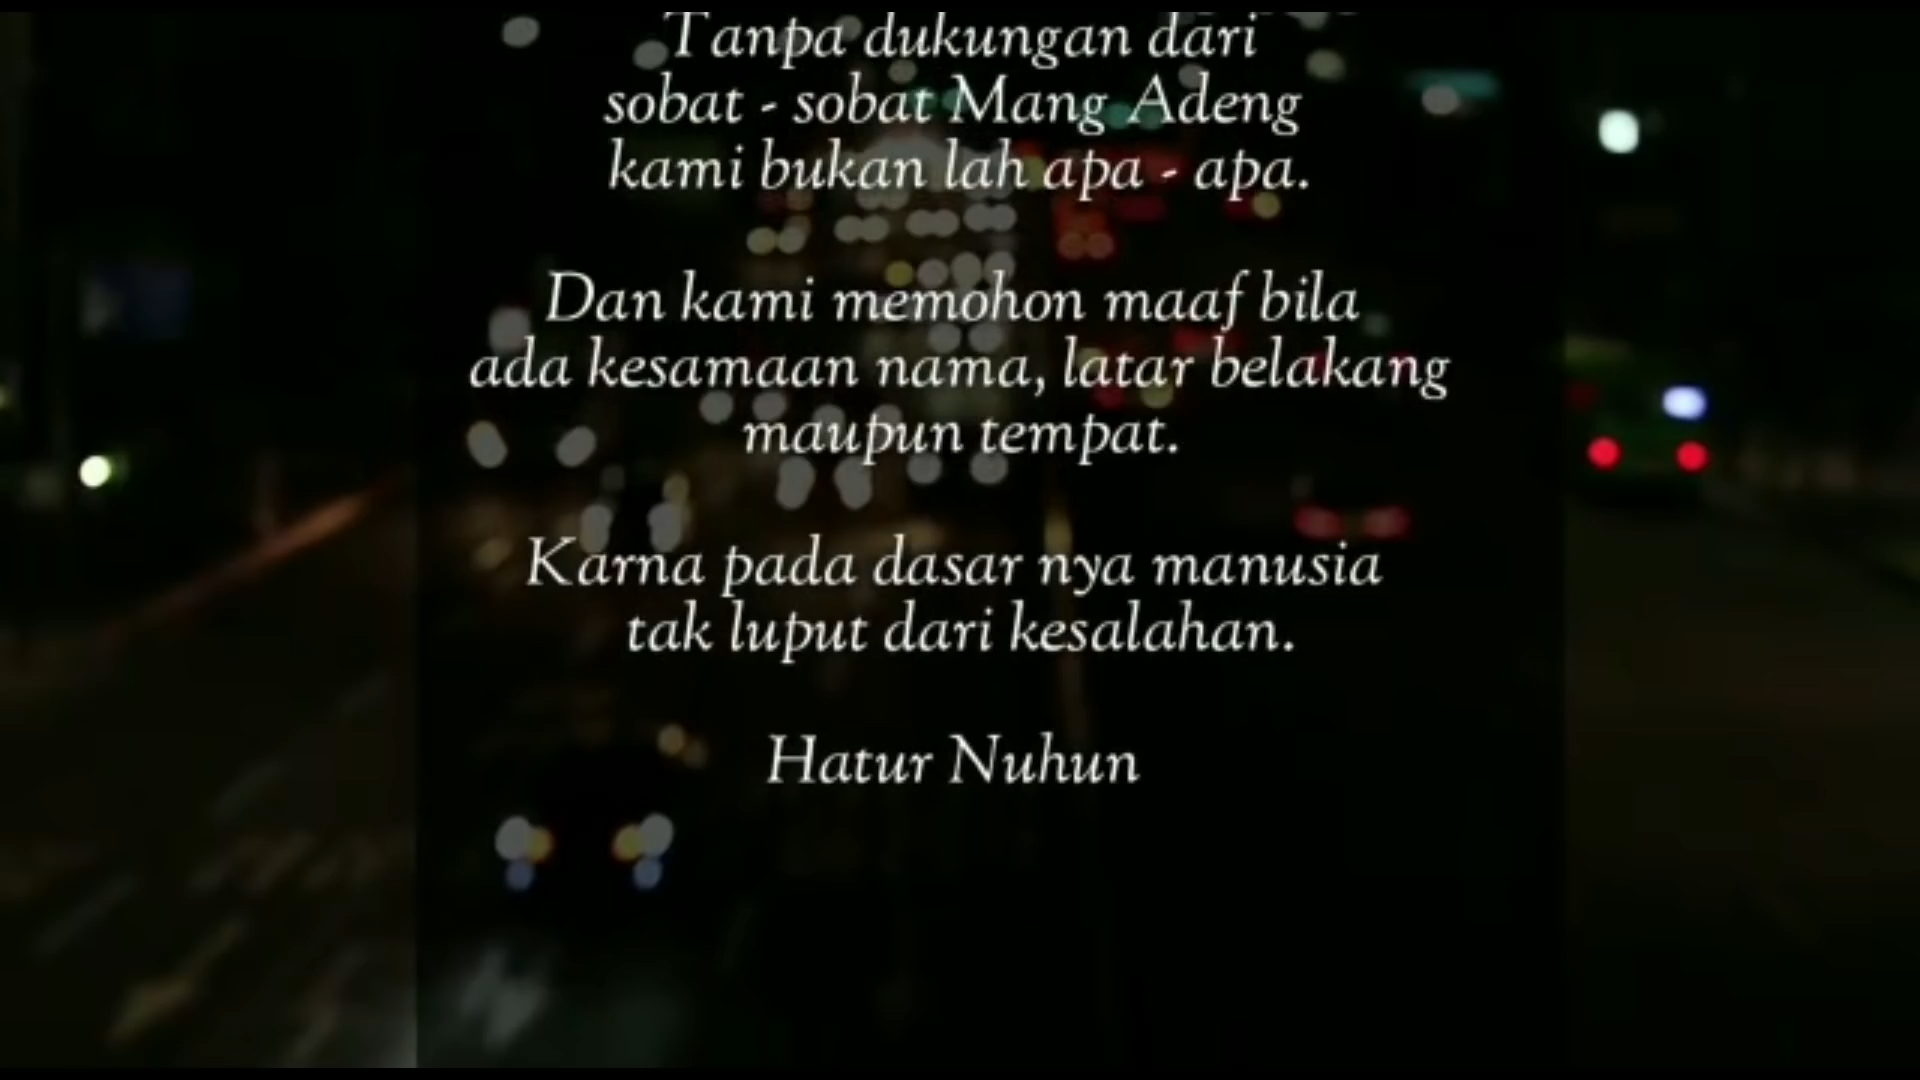 Tanpa dukungan dari
sobat - sobat Mang Adeng
kami bukan lah apa - apa.
Dan kami memohon maaf bila
ada kesamaan nama, latar belakang
maupun tempat.
Karna pada dasar nya manusia
tak luput dari kesalahan.
Hatur Nuhun